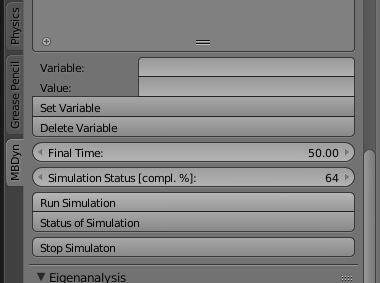 Physics
Grease Pencil
MBDyn
Variable:
Value:
Set Variable
Delete Variable
Final Time: 50.00
Simulation Status [compl. %]: 64
Run Simulation
Status of Simulation
Stop Simulaton
Eigenanalysis